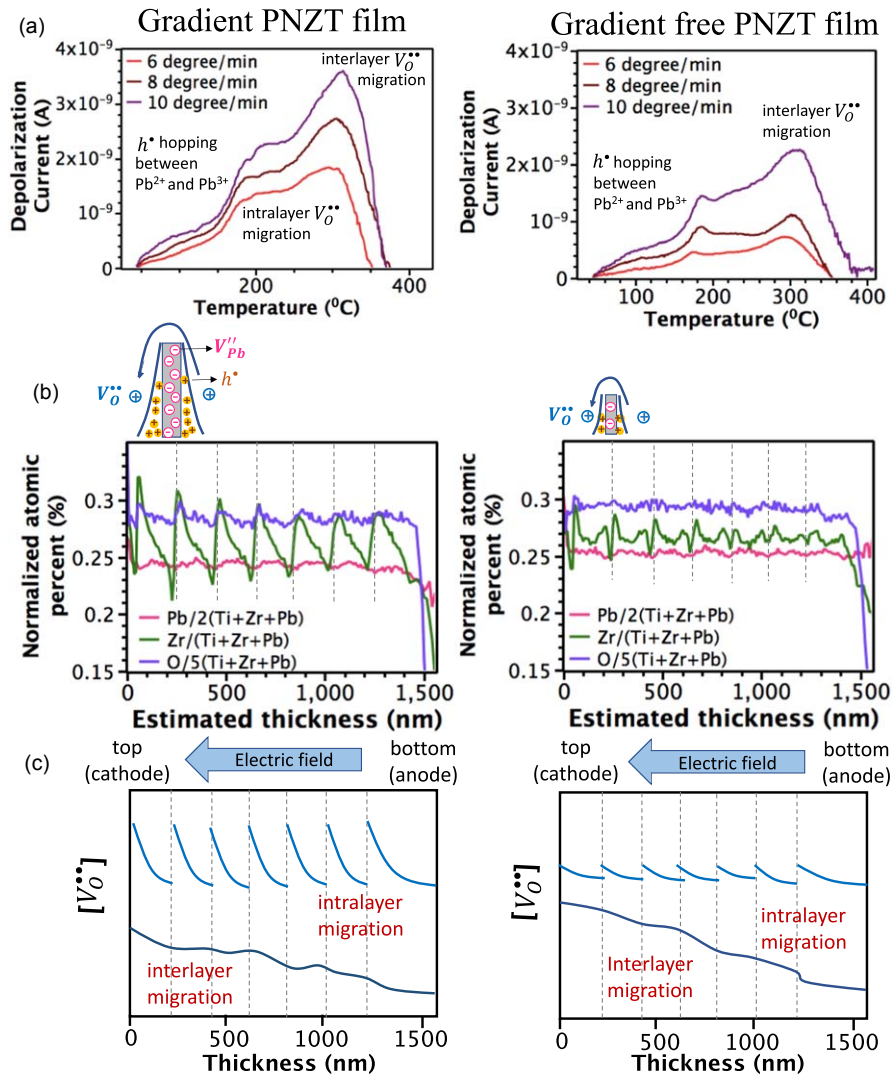 Gradient PNZT film
Gradient free PNZT film
(a)
4x10⁻⁹
3x10⁻⁹
2x10⁻⁹
10⁻⁹
0
Depolarization
Current (A)
6 degree/min
8 degree/min
10 degree/min
interlayer V_O^••
migration
h^• hopping
between
Pb²⁺ and Pb³⁺
intralayer V_O^••
migration
200
400
Temperature (⁰C)
4x10⁻⁹
3x10⁻⁹
2x10⁻⁹
10⁻⁹
0
Depolarization
Current (A)
6 degree/min
8 degree/min
10 degree/min
interlayer V_O^••
migration
h^• hopping
between
Pb²⁺ and Pb³⁺
100
200
300
400
Temperature (⁰C)
(b)
V''_Pb
h^•
V_O^••
V_O^••
Normalized atomic
percent (%)
0.3
0.25
0.2
0.15
Pb/2(Ti+Zr+Pb)
Zr/(Ti+Zr+Pb)
O/5(Ti+Zr+Pb)
0
500
1,000
1,500
Estimated thickness (nm)
Normalized atomic
percent (%)
0.3
0.25
0.2
0.15
Pb/2(Ti+Zr+Pb)
Zr/(Ti+Zr+Pb)
O/5(Ti+Zr+Pb)
0
500
1,000
1,500
Estimated thickness (nm)
(c)
top
(cathode)
Electric field
bottom
(anode)
[V_O^••]
intralayer
migration
interlayer
migration
0
500
1000
1500
Thickness (nm)
top
(cathode)
Electric field
bottom
(anode)
[V_O^••]
intralayer
migration
Interlayer
migration
0
500
1000
1500
Thickness (nm)